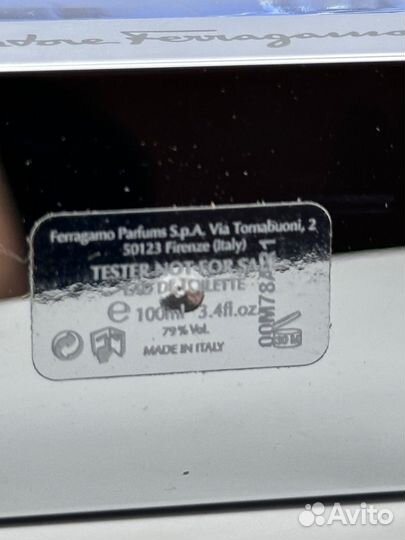 Ferragamo
Ferragamo Parfums S.p.A. Via Tornabuoni, 2
50123 Firenze (Italy)
TESTER NOT FOR SALE
EAU DE TOILETTE
e 100ml 3.4fl.oz.
79% Vol.
MADE IN ITALY
30 M
Avito